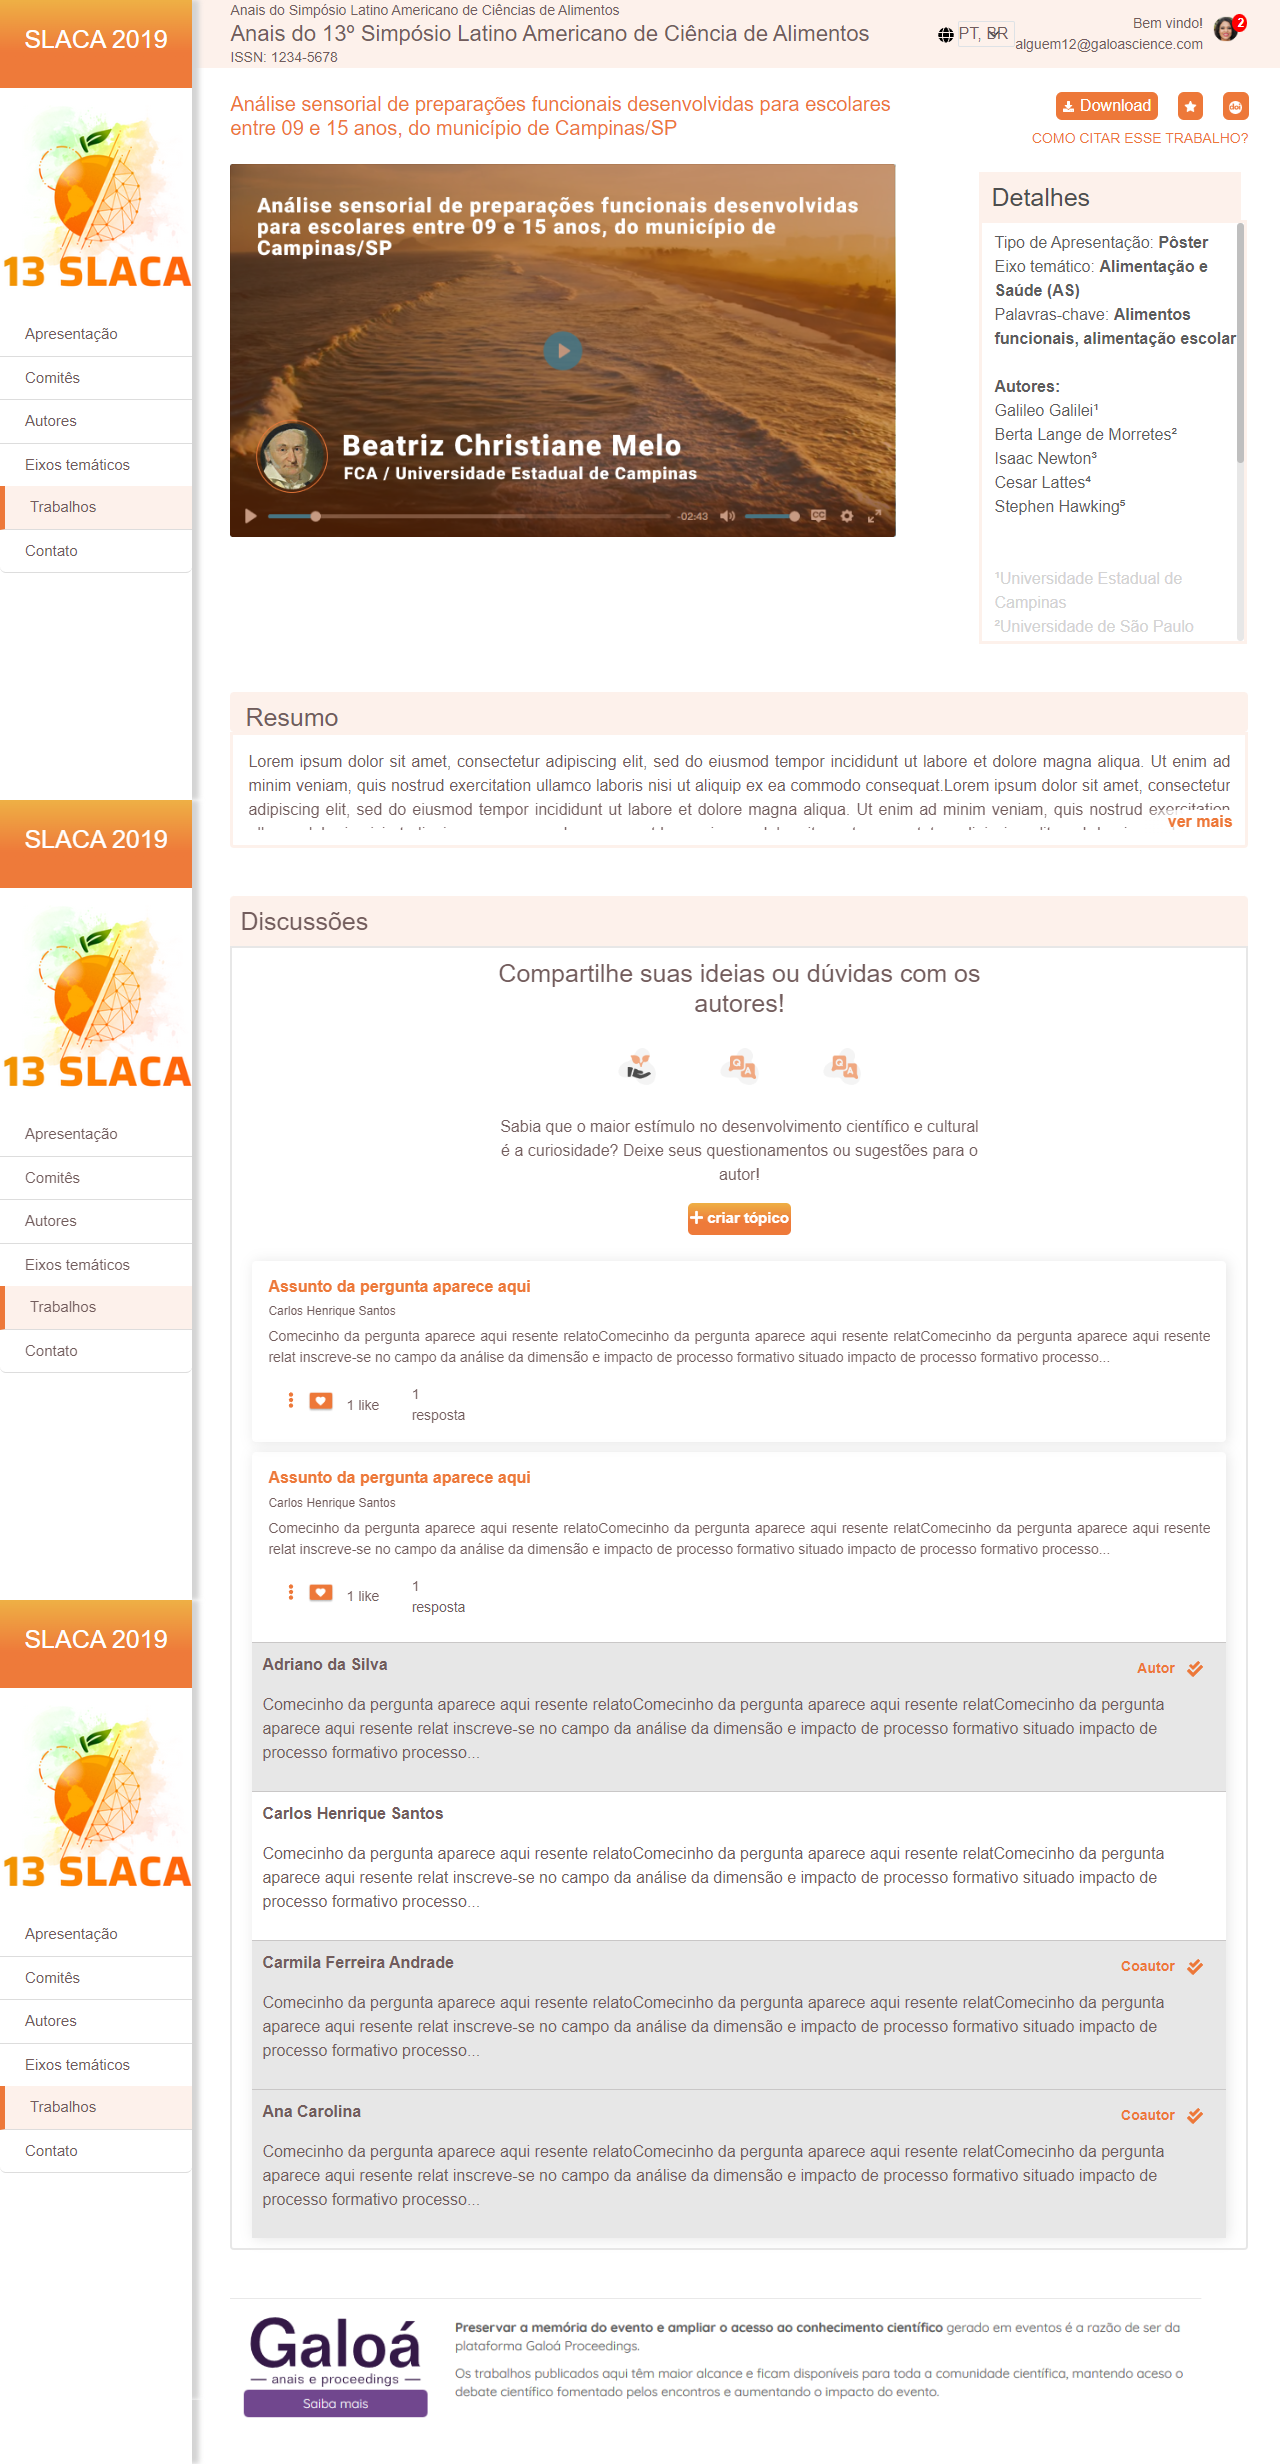 SLACA 2019
13 SLACA
Apresentação
Comitês
Autores
Eixos temáticos
Trabalhos
Contato
Anais do Simpósio Latino Americano de Ciências de Alimentos
Anais do 13º Simpósio Latino Americano de Ciência de Alimentos
ISSN: 1234-5678
PT, BR
Bem vindo!
alguem12@galoascience.com
2
Análise sensorial de preparações funcionais desenvolvidas para escolares
entre 09 e 15 anos, do município de Campinas/SP
Download
doi
COMO CITAR ESSE TRABALHO?
Análise sensorial de preparações funcionais desenvolvidas
para escolares entre 09 e 15 anos, do município de
Campinas/SP
Beatriz Christiane Melo
FCA / Universidade Estadual de Campinas
-02:43
CC
Detalhes
Tipo de Apresentação: Pôster
Eixo temático: Alimentação e
Saúde (AS)
Palavras-chave: Alimentos
funcionais, alimentação escolar
Autores:
Galileo Galilei¹
Berta Lange de Morretes²
Isaac Newton³
Cesar Lattes⁴
Stephen Hawking⁵
¹Universidade Estadual de
Campinas
²Universidade de São Paulo
Resumo
Lorem ipsum dolor sit amet, consectetur adipiscing elit, sed do eiusmod tempor incididunt ut labore et dolore magna aliqua. Ut enim ad
minim veniam, quis nostrud exercitation ullamco laboris nisi ut aliquip ex ea commodo consequat.Lorem ipsum dolor sit amet, consectetur
adipiscing elit, sed do eiusmod tempor incididunt ut labore et dolore magna aliqua. Ut enim ad minim veniam, quis nostrud exercitation
ver mais
SLACA 2019
13 SLACA
Apresentação
Comitês
Autores
Eixos temáticos
Trabalhos
Contato
Discussões
Compartilhe suas ideias ou dúvidas com os
autores!
Q A
Q A
Sabia que o maior estímulo no desenvolvimento científico e cultural
é a curiosidade? Deixe seus questionamentos ou sugestões para o
autor!
+ criar tópico
Assunto da pergunta aparece aqui
Carlos Henrique Santos
Comecinho da pergunta aparece aqui resente relatoComecinho da pergunta aparece aqui resente relatComecinho da pergunta aparece aqui resente
relat inscreve-se no campo da análise da dimensão e impacto de processo formativo situado impacto de processo formativo processo...
1 like
1
resposta
Assunto da pergunta aparece aqui
Carlos Henrique Santos
Comecinho da pergunta aparece aqui resente relatoComecinho da pergunta aparece aqui resente relatComecinho da pergunta aparece aqui resente
relat inscreve-se no campo da análise da dimensão e impacto de processo formativo situado impacto de processo formativo processo...
1 like
1
resposta
SLACA 2019
13 SLACA
Apresentação
Comitês
Autores
Eixos temáticos
Trabalhos
Contato
Adriano da Silva
Autor
Comecinho da pergunta aparece aqui resente relatoComecinho da pergunta aparece aqui resente relatComecinho da pergunta
aparece aqui resente relat inscreve-se no campo da análise da dimensão e impacto de processo formativo situado impacto de
processo formativo processo...
Carlos Henrique Santos
Comecinho da pergunta aparece aqui resente relatoComecinho da pergunta aparece aqui resente relatComecinho da pergunta
aparece aqui resente relat inscreve-se no campo da análise da dimensão e impacto de processo formativo situado impacto de
processo formativo processo...
Carmila Ferreira Andrade
Coautor
Comecinho da pergunta aparece aqui resente relatoComecinho da pergunta aparece aqui resente relatComecinho da pergunta
aparece aqui resente relat inscreve-se no campo da análise da dimensão e impacto de processo formativo situado impacto de
processo formativo processo...
Ana Carolina
Coautor
Comecinho da pergunta aparece aqui resente relatoComecinho da pergunta aparece aqui resente relatComecinho da pergunta
aparece aqui resente relat inscreve-se no campo da análise da dimensão e impacto de processo formativo situado impacto de
processo formativo processo...
Galoá
anais e proceedings
Saiba mais
Preservar a memória do evento e ampliar o acesso ao conhecimento científico gerado em eventos é a razão de ser da
plataforma Galoá Proceedings.
Os trabalhos publicados aqui têm maior alcance e ficam disponíveis para toda a comunidade científica, mantendo aceso o
debate científico fomentado pelos encontros e aumentando o impacto do evento.